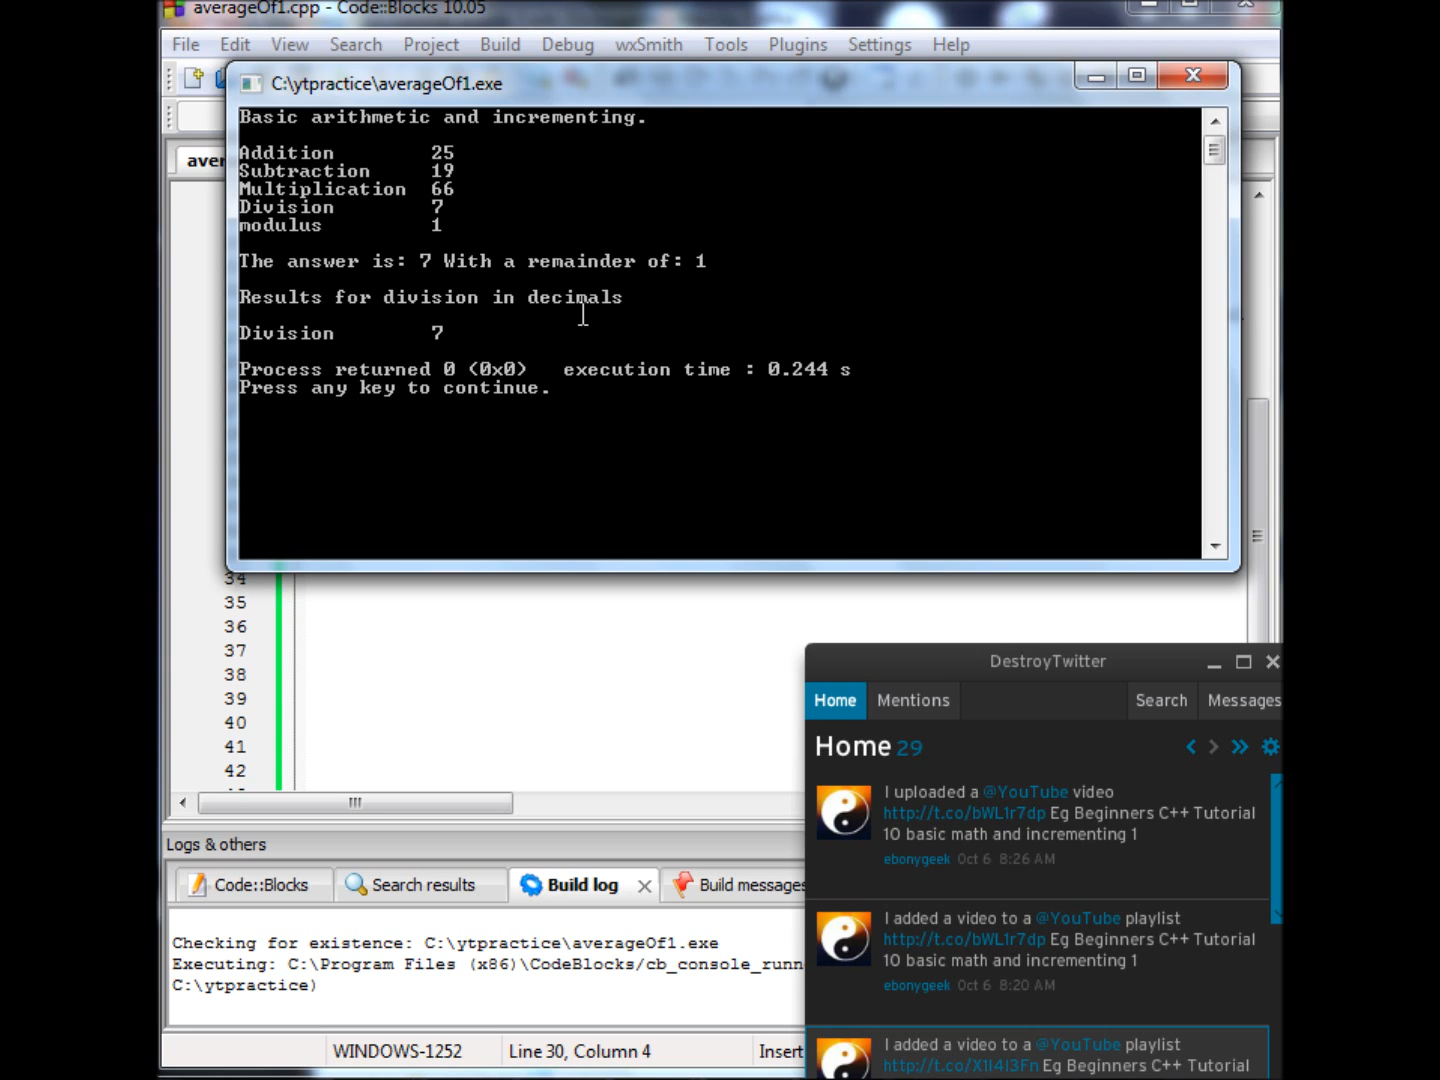 averageOf1.cpp - Code::Blocks 10.05
File Edit View Search Project Build Debug wxSmith Tools Plugins Settings Help
C:\ytpractice\averageOf1.exe
aver
Basic arithmetic and incrementing.
Addition 25
Subtraction 19
Multiplication 66
Division 7
modulus 1
The answer is: 7 With a remainder of: 1
Results for division in decimals
Division 7
Process returned 0 (0x0) execution time : 0.244 s
Press any key to continue.
34
35
36
37
38
39
40
41
42
DestroyTwitter
Home Mentions Search Messages
Home 29
I uploaded a @YouTube video
http://t.co/bWL1r7dp Eg Beginners C++ Tutorial
10 basic math and incrementing 1
ebonygeek Oct 6 8:26 AM
I added a video to a @YouTube playlist
http://t.co/bWL1r7dp Eg Beginners C++ Tutorial
10 basic math and incrementing 1
ebonygeek Oct 6 8:20 AM
I added a video to a @YouTube playlist
http://t.co/X1I4I3Fn Eg Beginners C++ Tutorial
Logs & others
Code::Blocks Search results Build log Build messages
Checking for existence: C:\ytpractice\averageOf1.exe
Executing: C:\Program Files (x86)\CodeBlocks/cb_console_runn
C:\ytpractice)
WINDOWS-1252 Line 30, Column 4 Insert